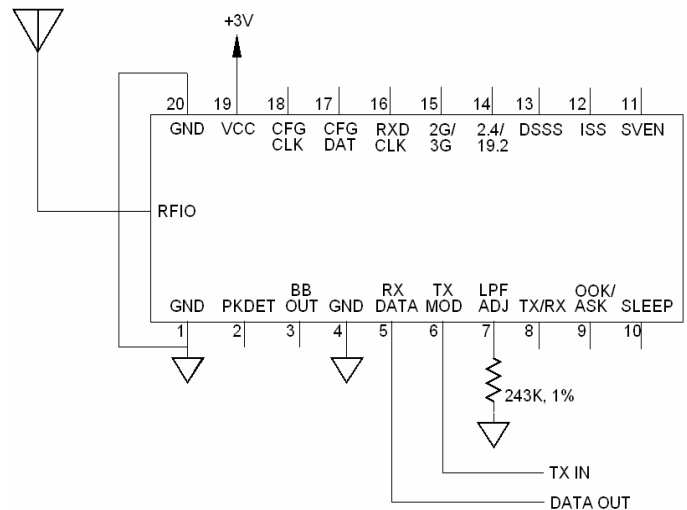 +3V
20 19 18 17 16 15 14 13 12 11
GND VCC CFG CFG RXD 2G/ 2.4/ DSSS ISS SVEN
CLK DAT CLK 3G 19.2
RFIO
BB RX TX LPF OOK/
GND PKDET OUT GND DATA MOD ADJ TX/RX ASK SLEEP
1 2 3 4 5 6 7 8 9 10
243K, 1%
TX IN
DATA OUT